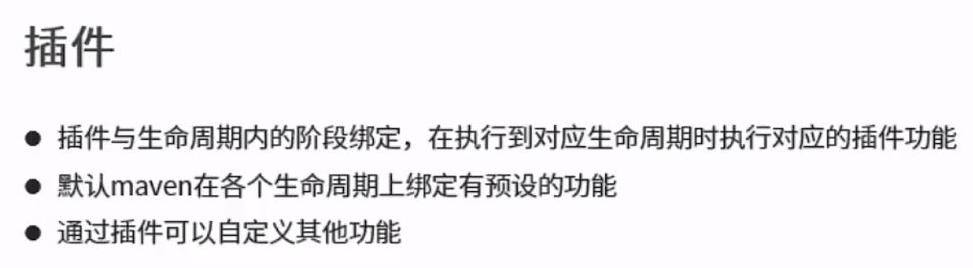 插件
● 插件与生命周期内的阶段绑定，在执行到对应生命周期时执行对应的插件功能
● 默认maven在各个生命周期上绑定有预设的功能
● 通过插件可以自定义其他功能